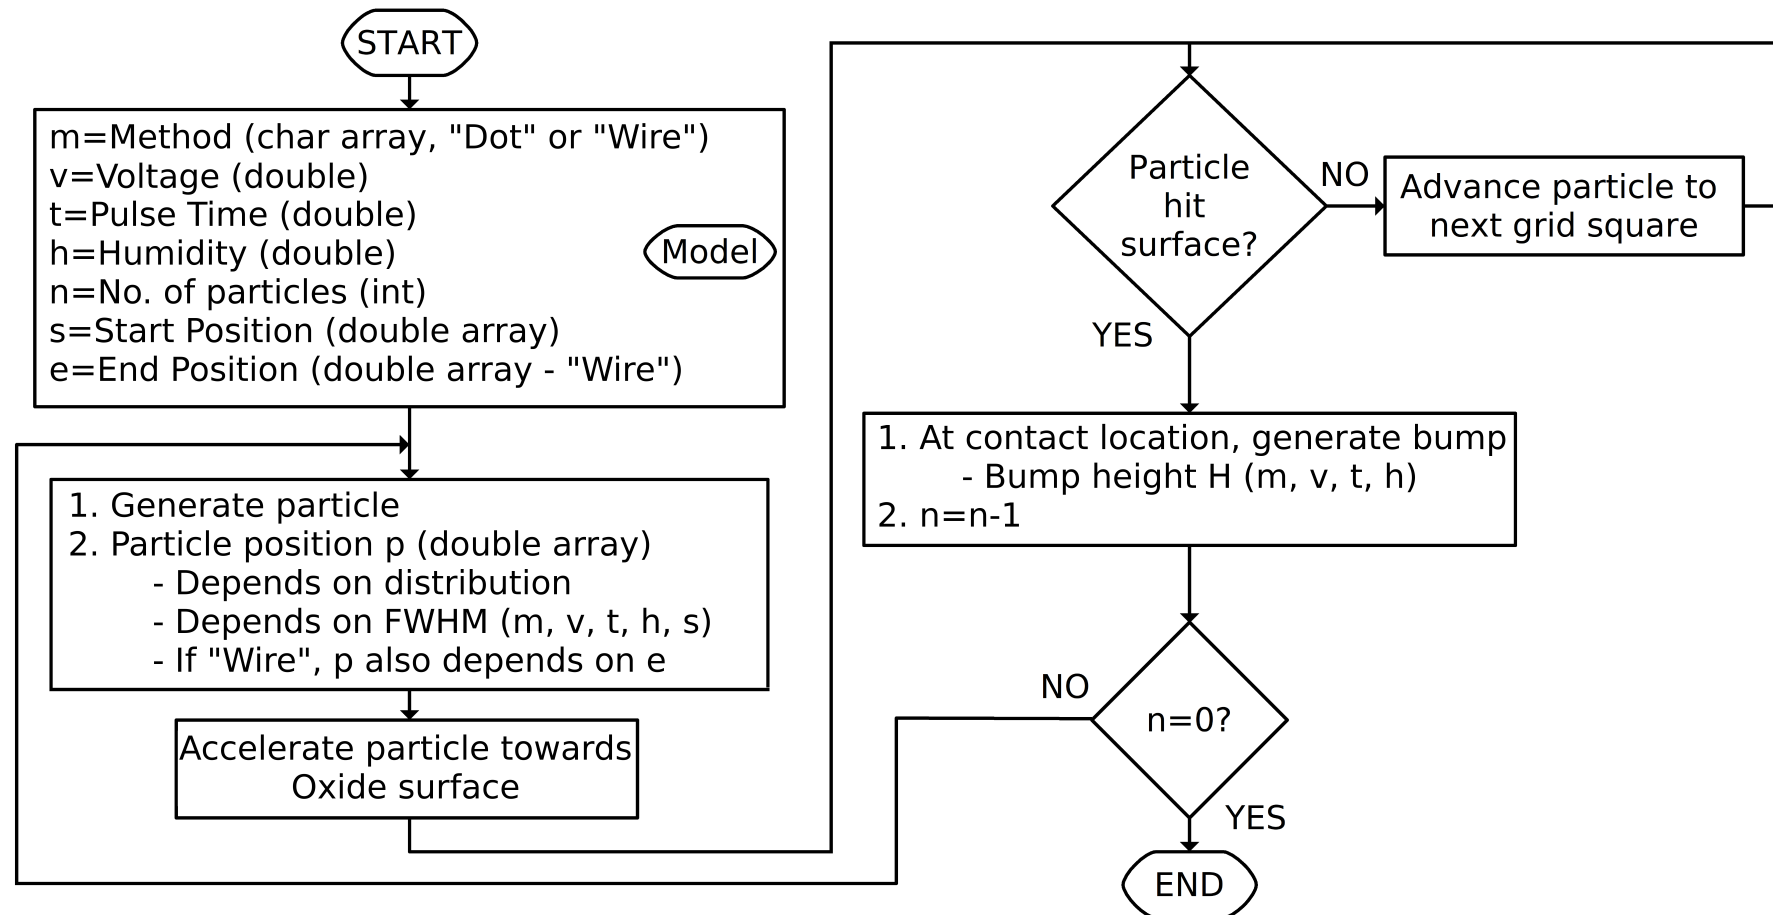 START
m=Method (char array, "Dot" or "Wire")
v=Voltage (double)
t=Pulse Time (double)
h=Humidity (double)
Model
n=No. of particles (int)
s=Start Position (double array)
e=End Position (double array - "Wire")
1. Generate particle
2. Particle position p (double array)
- Depends on distribution
- Depends on FWHM (m, v, t, h, s)
- If "Wire", p also depends on e
Accelerate particle towards
Oxide surface
Particle
hit
surface?
NO
Advance particle to
next grid square
YES
1. At contact location, generate bump
- Bump height H (m, v, t, h)
2. n=n-1
NO
n=0?
YES
END